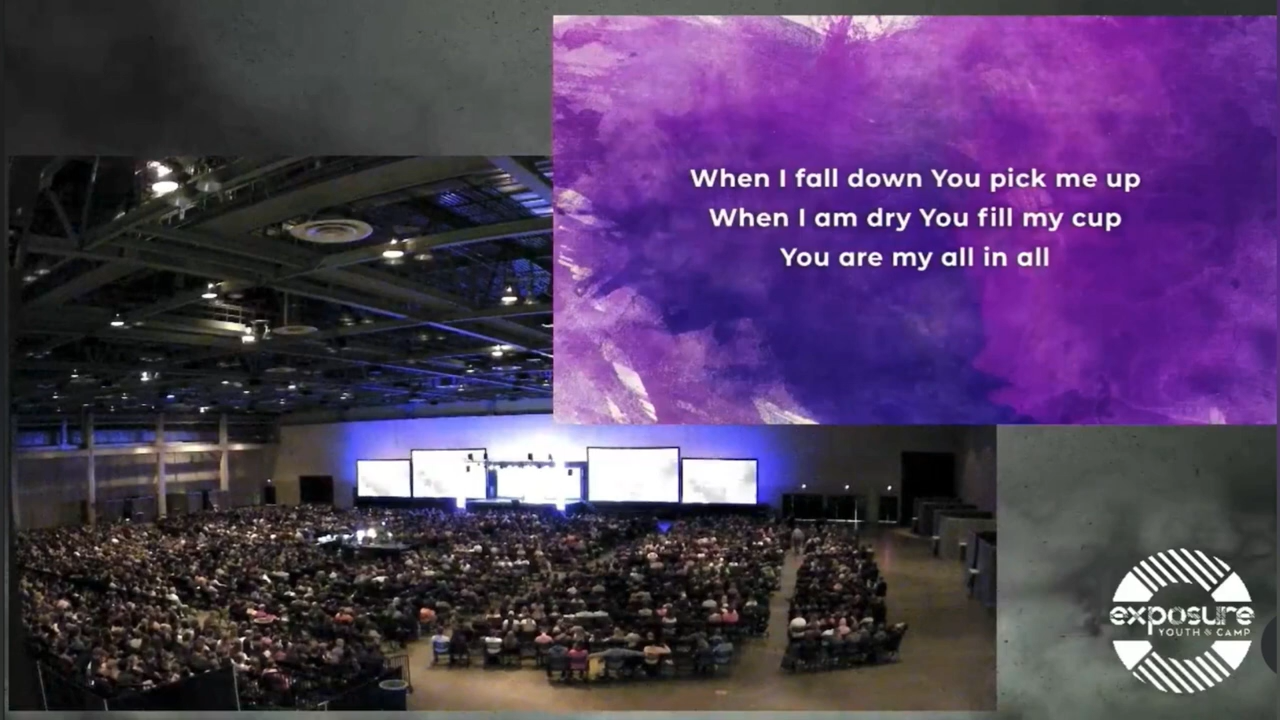 When I fall down You pick me up
When I am dry You fill my cup
You are my all in all
exposure
YOUTH & CAMP